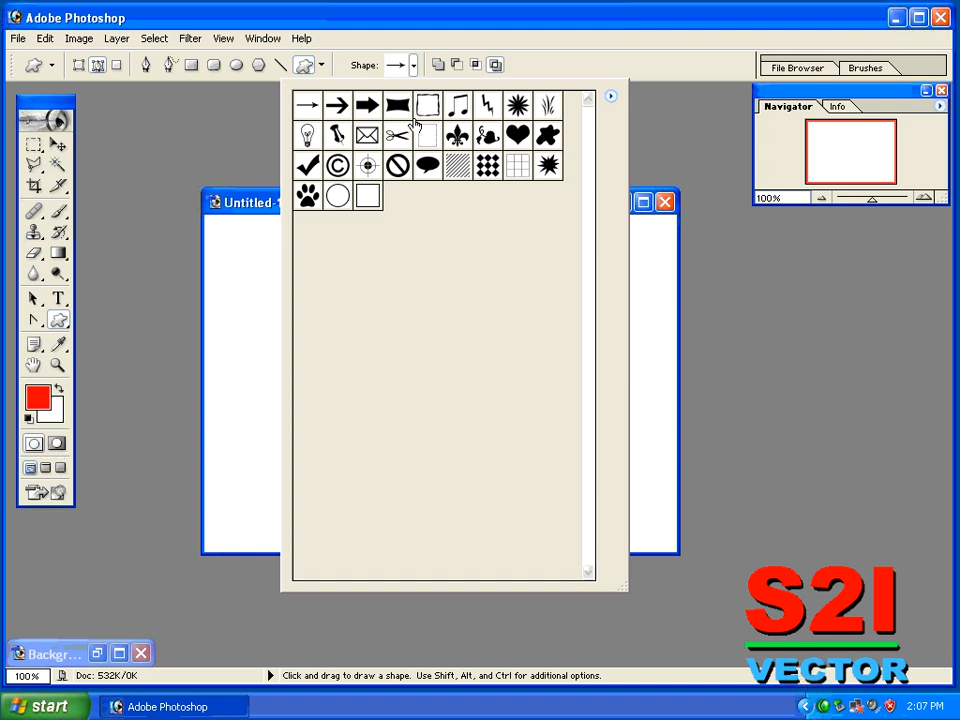 Adobe Photoshop
File Edit Image Layer Select Filter View Window Help
Shape:
File Browser Brushes
Navigator Info
100%
Untitled-1
©
T
S2I
VECTOR
Backgr...
100% Doc: 532K/0K Click and drag to draw a shape. Use Shift, Alt, and Ctrl for additional options.
start Adobe Photoshop 2:07 PM